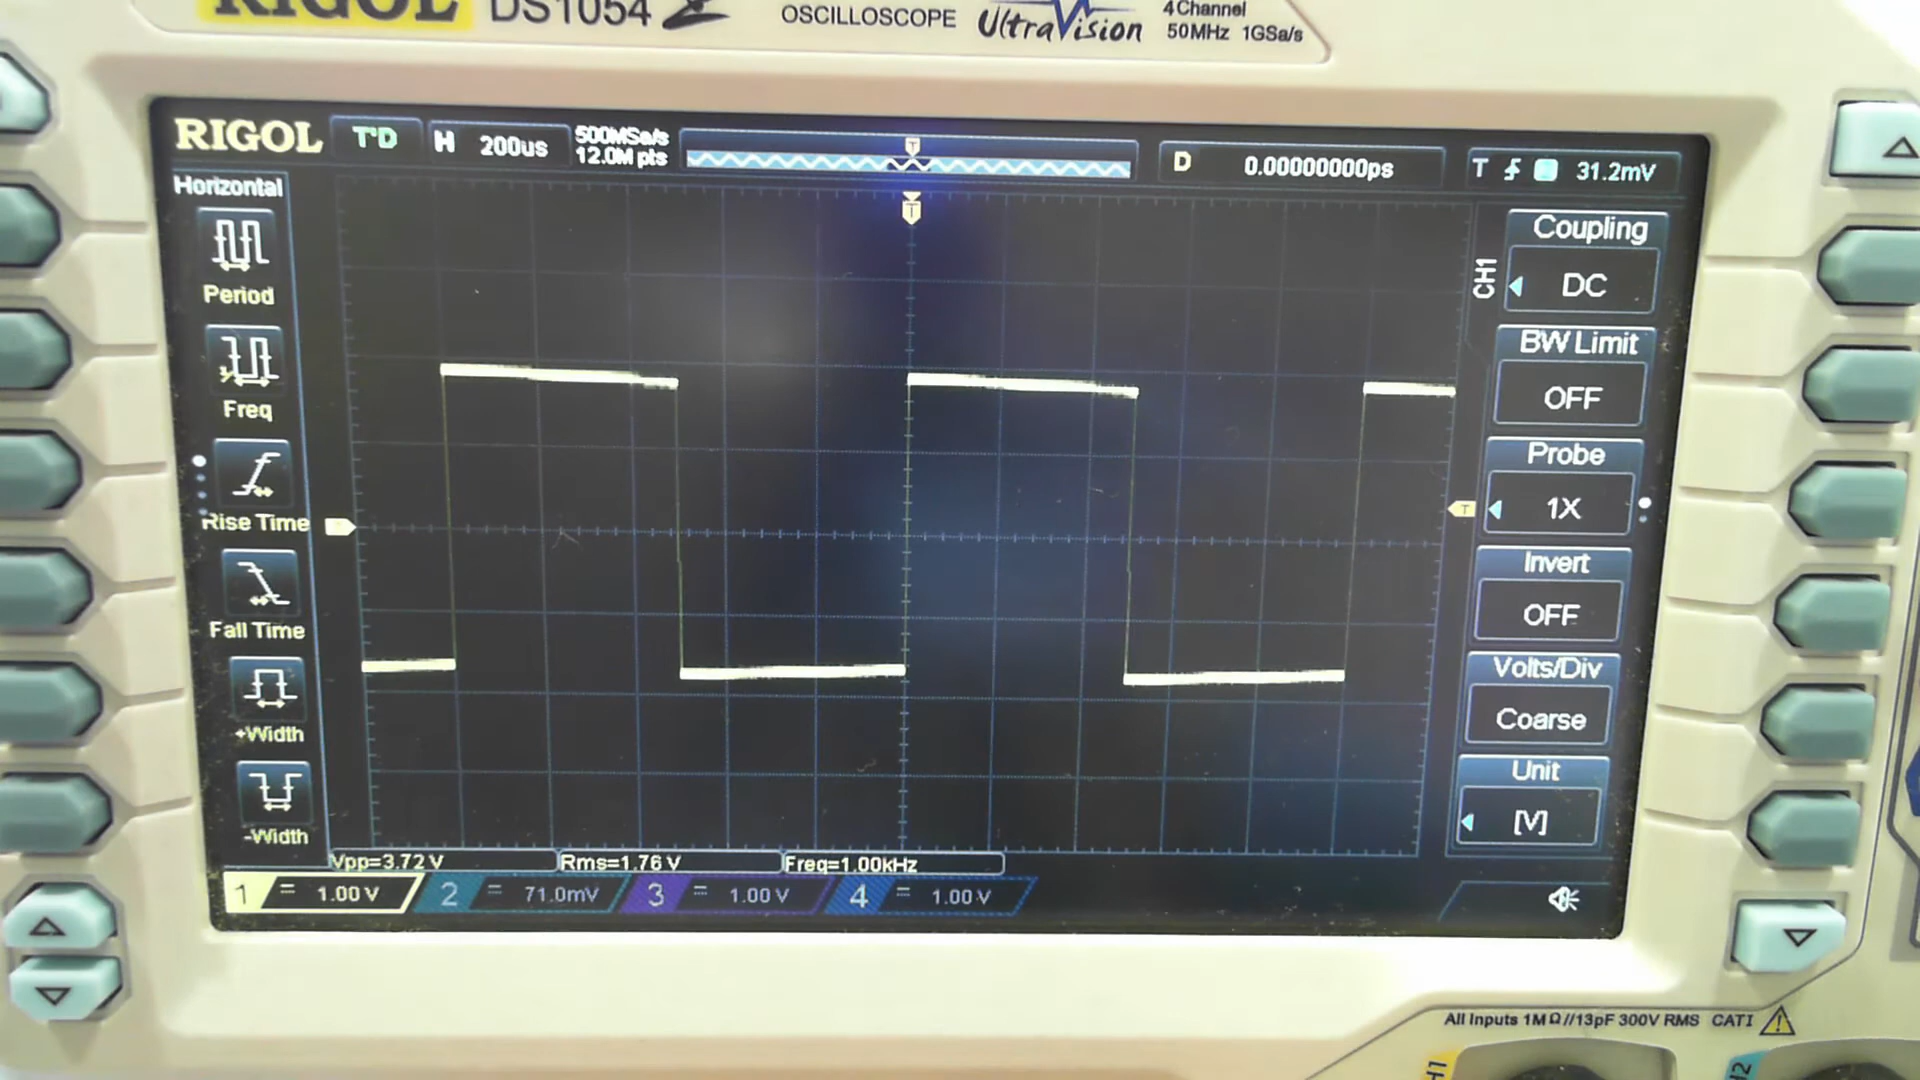 RIGOL DS1054Z OSCILLOSCOPE UltraVision 4Channel
50MHz 1GSa/s
RIGOL T'D H 200us 500MSa/s
12.0M pts
T
D 0.00000000ps T 31.2mV
Horizontal
T
Period
Freq
Rise Time
Fall Time
+Width
-Width
CH1
Coupling
DC
BW Limit
OFF
Probe
1X
T
Invert
OFF
Volts/Div
Coarse
Unit
[V]
Vpp=3.72 V Rms=1.76 V Freq=1.00kHz
1 = 1.00 V 2 = 71.0mV 3 = 1.00 V 4 = 1.00 V
All Inputs 1MΩ//13pF 300V RMS CAT I